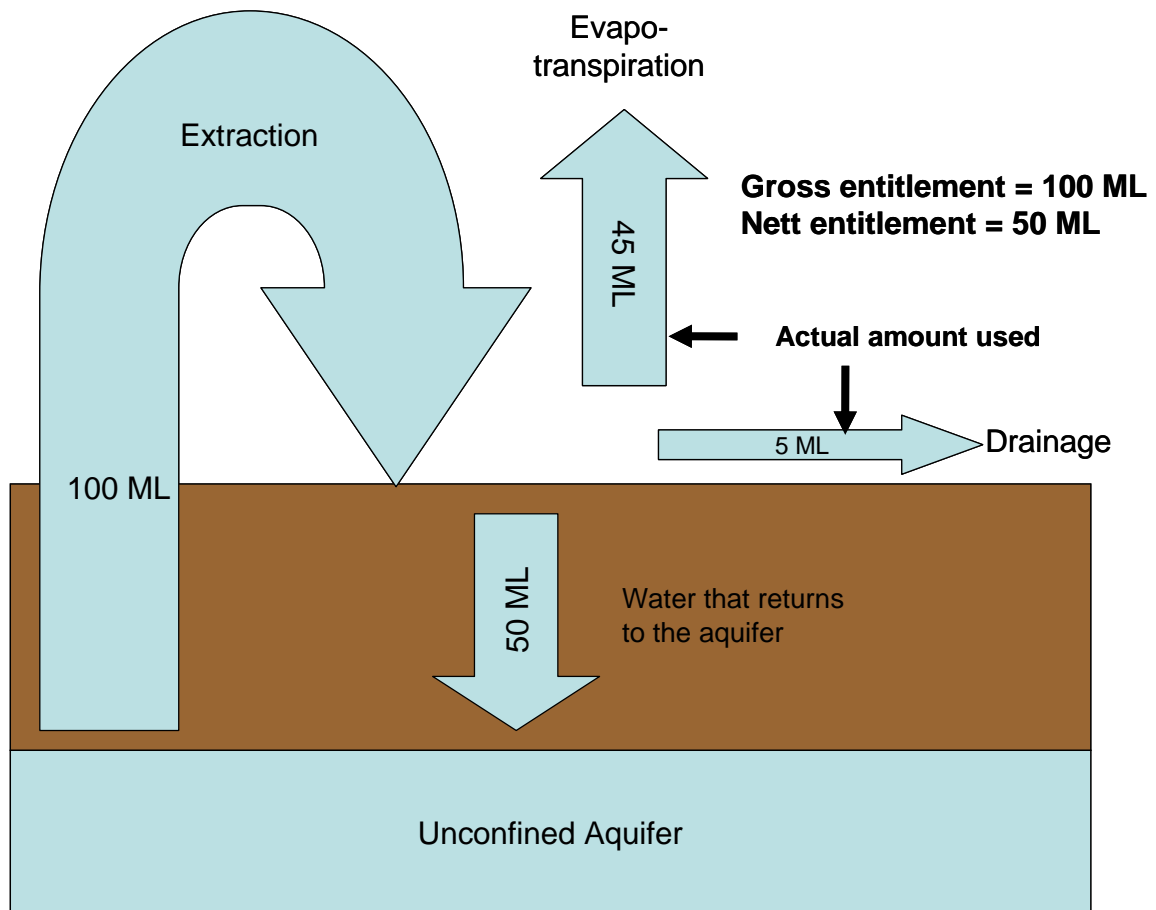 Evapo-
transpiration
Extraction
Gross entitlement = 100 ML
Nett entitlement = 50 ML
45 ML
Actual amount used
5 ML
Drainage
100 ML
50 ML
Water that returns
to the aquifer
Unconfined Aquifer